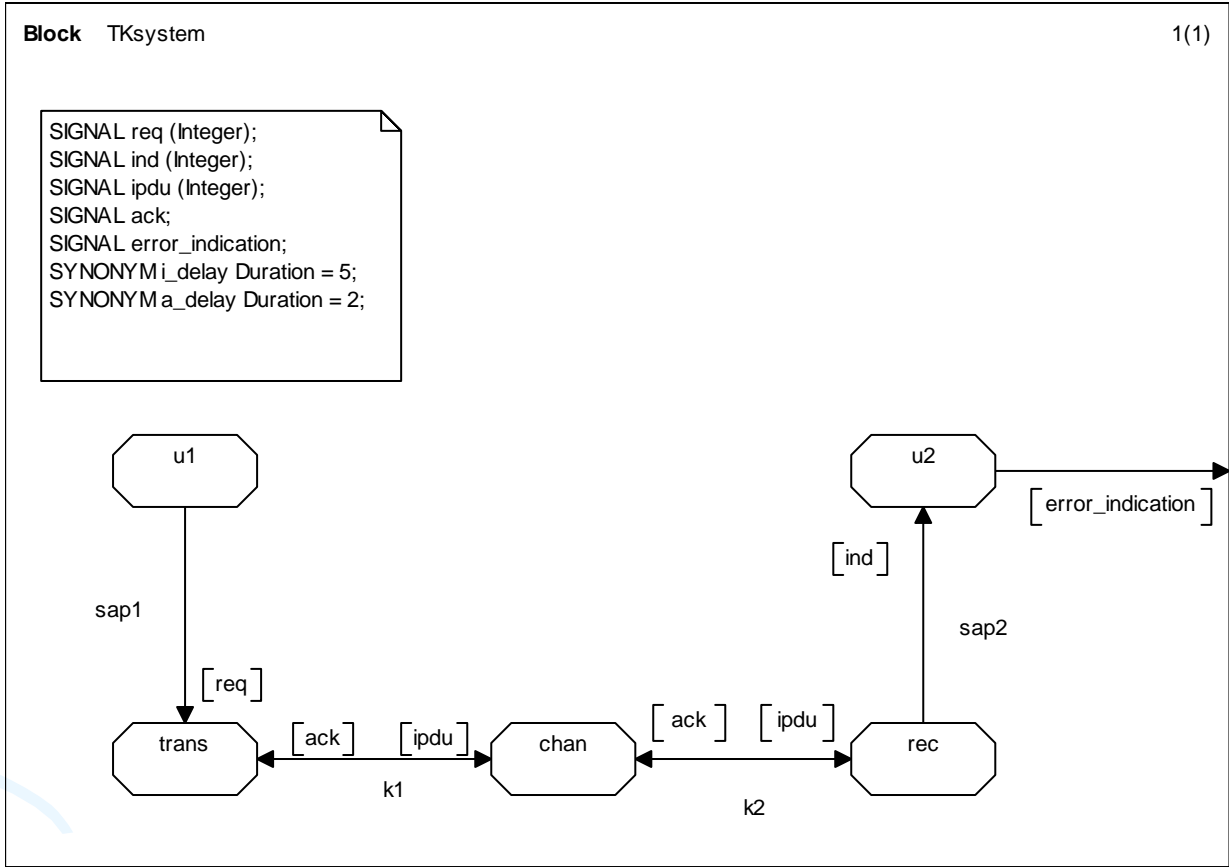 Block TKsystem 1(1)
SIGNAL req (Integer);
SIGNAL ind (Integer);
SIGNAL ipdu (Integer);
SIGNAL ack;
SIGNAL error_indication;
SYNONYM i_delay Duration = 5;
SYNONYM a_delay Duration = 2;
u1
u2
[error_indication]
[ind]
sap1
sap2
[req]
trans
[ack]
[ipdu]
chan
[ack]
[ipdu]
rec
k1
k2